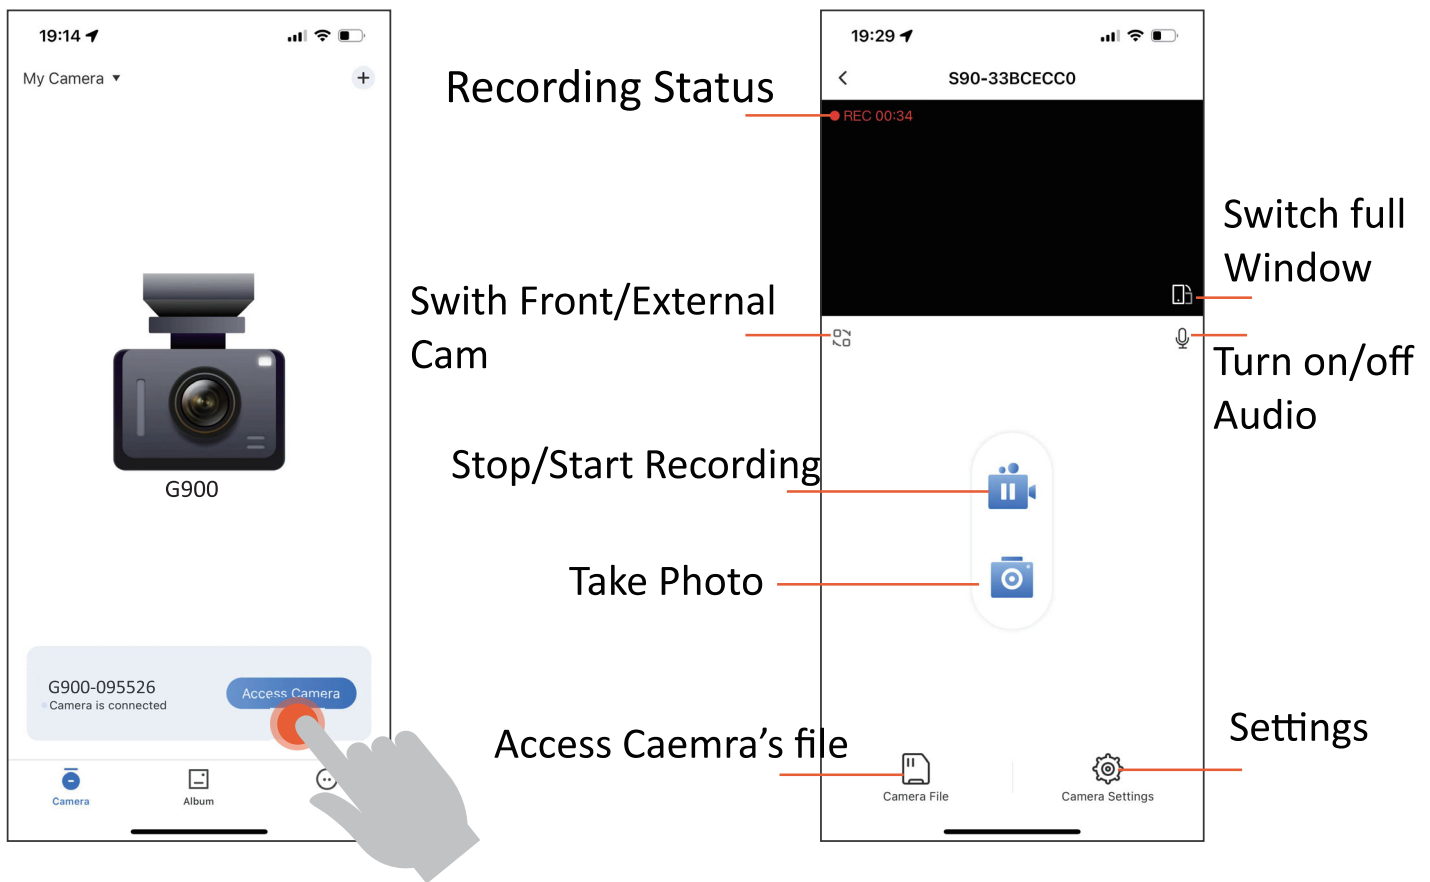 19:14
My Camera
G900
G900-095526
Camera is connected
Access Camera
Camera
Album
Recording Status
Swith Front/External
Cam
Stop/Start Recording
Take Photo
Access Caemra’s file
19:29
S90-33BCECC0
REC 00:34
Camera File
Camera Settings
Switch full
Window
Turn on/off
Audio
Settings